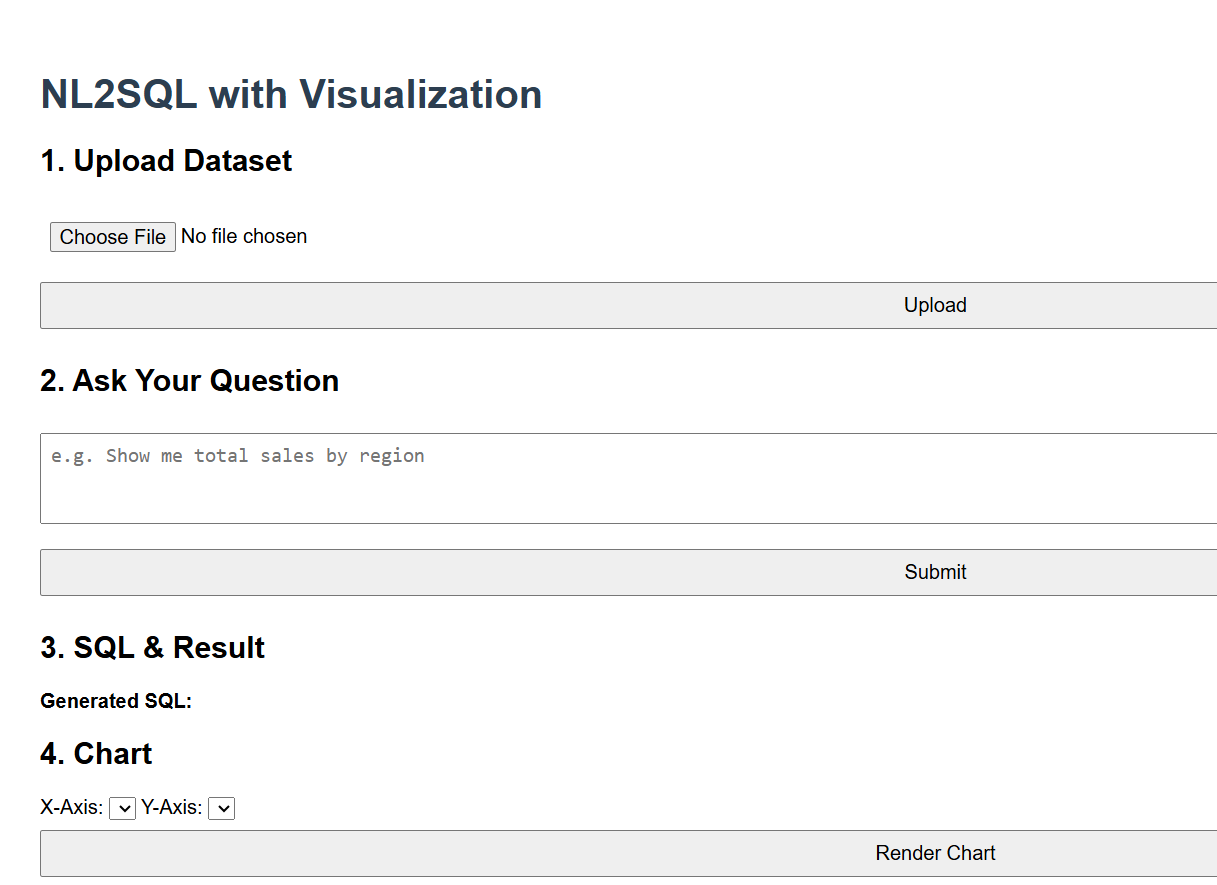 NL2SQL with Visualization
1. Upload Dataset
Choose File No file chosen
Upload
2. Ask Your Question
e.g. Show me total sales by region
Submit
3. SQL & Result
Generated SQL:
4. Chart
X-Axis: Y-Axis:
Render Chart